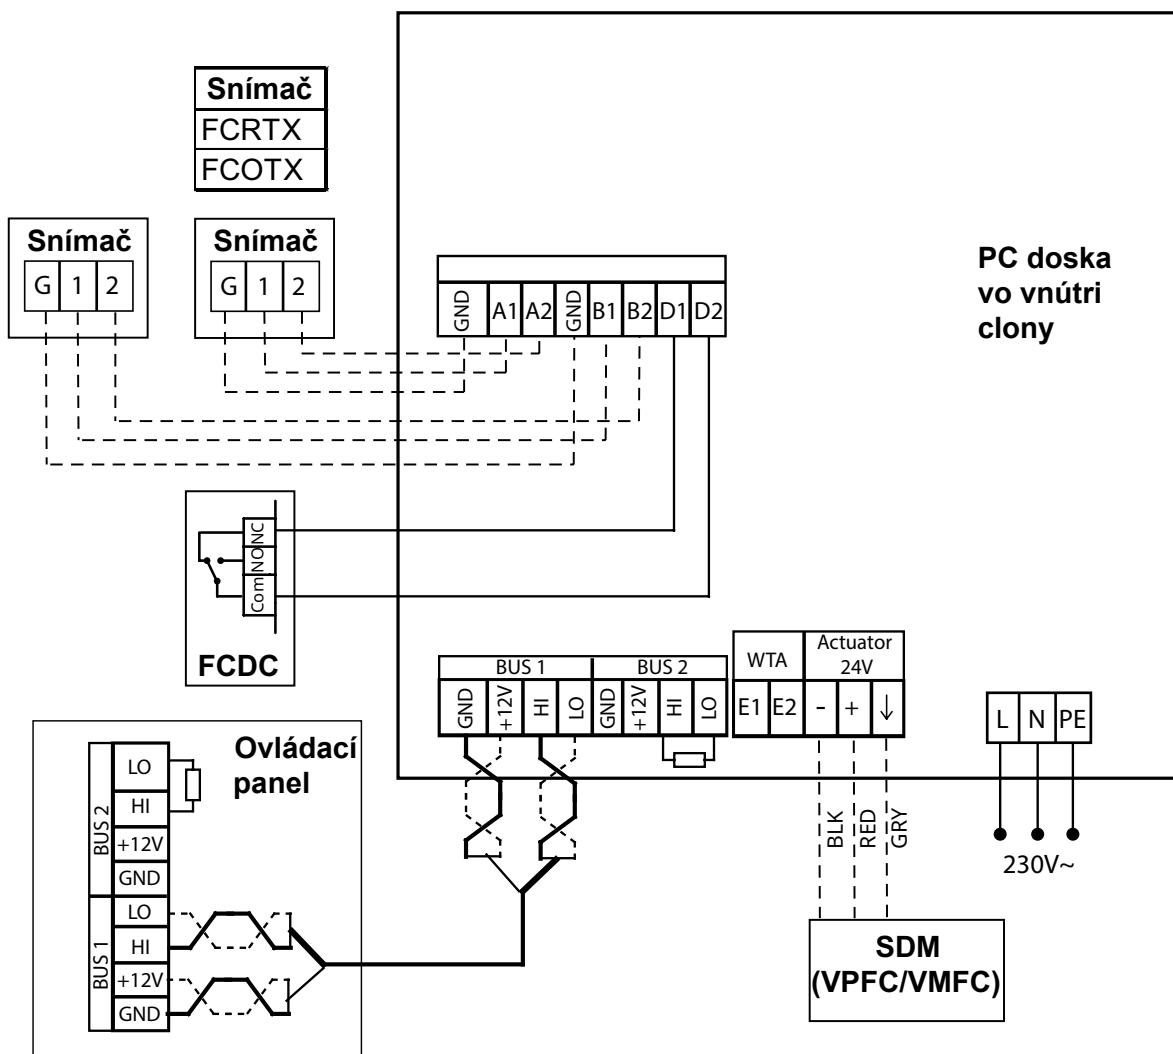 Snímač
FCRTX
FCOTX
Snímač
G 1 2
Snímač
G 1 2
PC doska
vo vnútri
clony
GND A1 A2 GND B1 B2 D1 D2
NC
NO
Com
FCDC
BUS 1 BUS 2
GND +12V HI LO GND +12V HI LO
WTA
Actuator
24V
E1 E2 - + ↓
L N PE
230V~
BLK
RED
GRY
SDM
(VPFC/VMFC)
Ovládací
panel
BUS 2
LO
HI
+12V
GND
BUS 1
LO
HI
+12V
GND